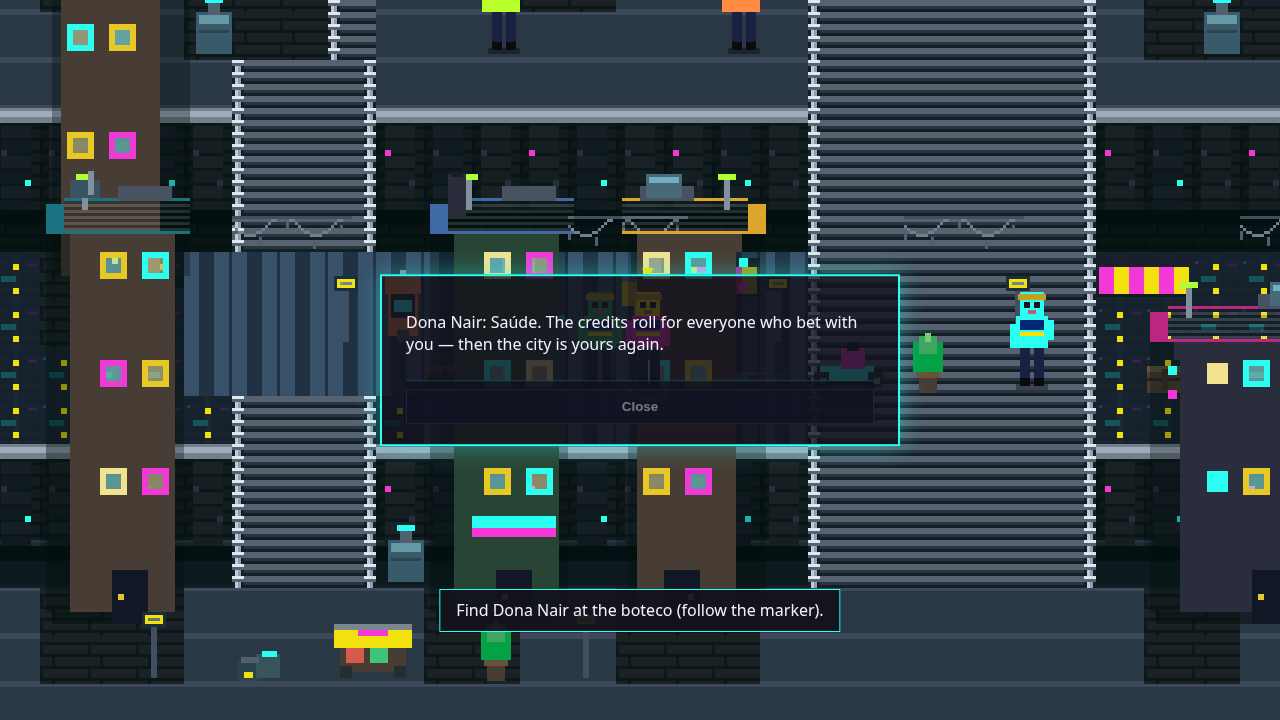 Dona Nair: Saúde. The credits roll for everyone who bet with
you — then the city is yours again.
Close
Find Dona Nair at the boteco (follow the marker).